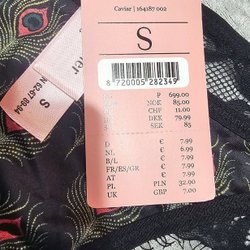 Caviar | 164187 002
S
8 720005 282349
₽ 699.00
NOK 85.00
€ 11.00
DKK 79.99
SEK 85
D € 7.99
NL € 6.99
B/L € 7.99
FR/ES/GR € 7.99
AT € 7.99
PL PLN 32.90
UK GBP 7.00
S